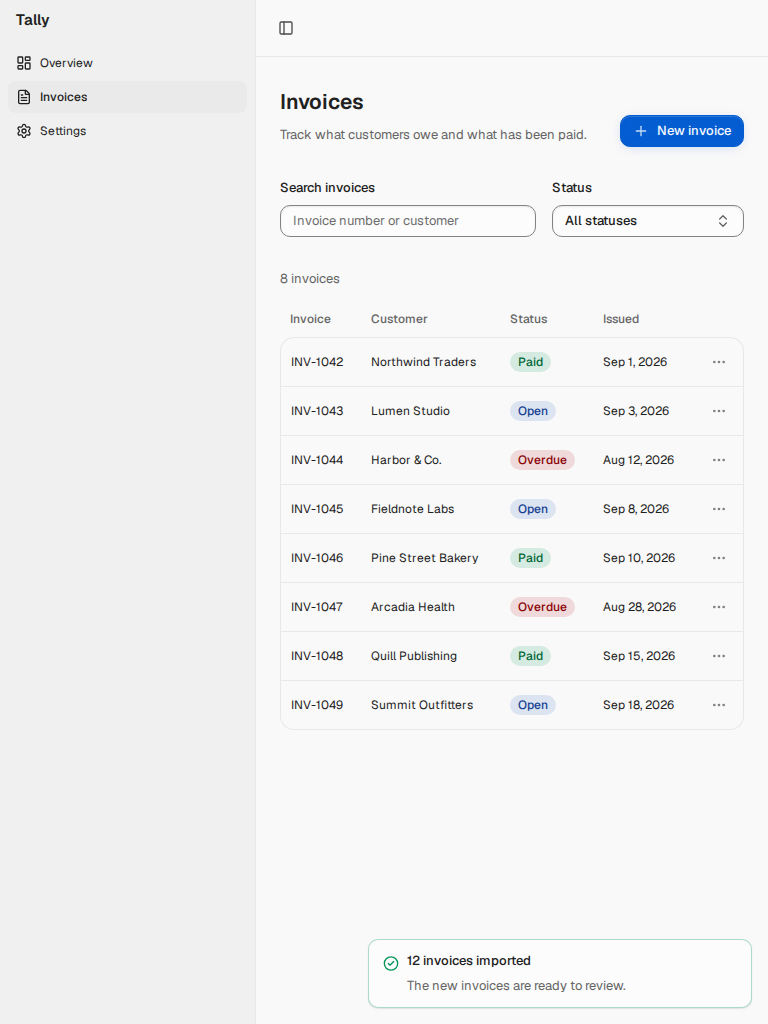 Tally
Overview
Invoices
Settings
Invoices
Track what customers owe and what has been paid.
New invoice
Search invoices
Status
Invoice number or customer
All statuses
8 invoices
Invoice Customer Status Issued
INV-1042 Northwind Traders Paid Sep 1, 2026
INV-1043 Lumen Studio Open Sep 3, 2026
INV-1044 Harbor & Co. Overdue Aug 12, 2026
INV-1045 Fieldnote Labs Open Sep 8, 2026
INV-1046 Pine Street Bakery Paid Sep 10, 2026
INV-1047 Arcadia Health Overdue Aug 28, 2026
INV-1048 Quill Publishing Paid Sep 15, 2026
INV-1049 Summit Outfitters Open Sep 18, 2026
12 invoices imported
The new invoices are ready to review.